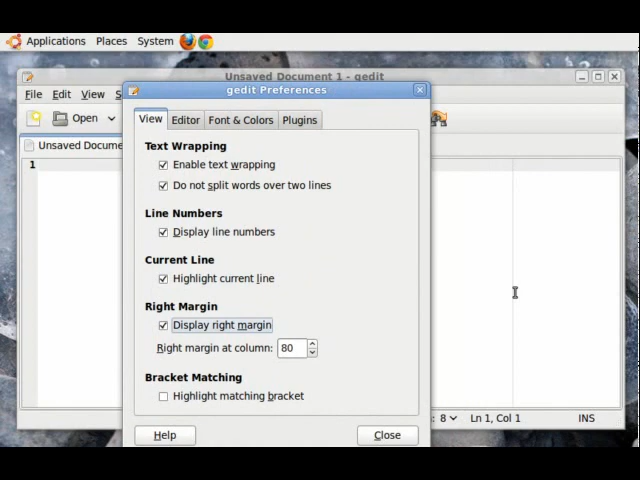 Applications Places System
Unsaved Document 1 - gedit
File Edit View S
gedit Preferences
Open
View Editor Font & Colors Plugins
Unsaved Docume
1
Text Wrapping
Enable text wrapping
Do not split words over two lines
Line Numbers
Display line numbers
Current Line
Highlight current line
Right Margin
Display right margin
Right margin at column: 80
Bracket Matching
Highlight matching bracket
: 8 Ln 1, Col 1 INS
Help Close